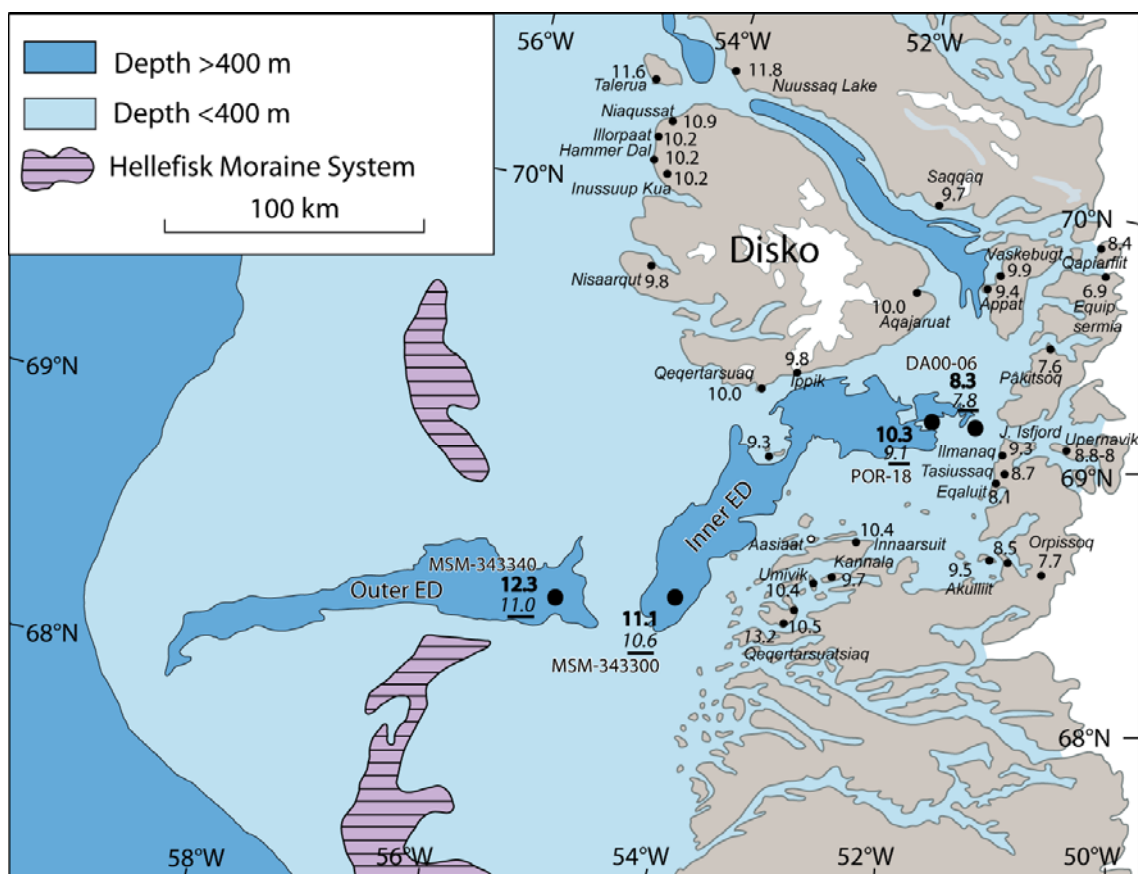 Depth >400 m
Depth <400 m
Hellefisk Moraine System
100 km
56°W
54°W
52°W
11.6
Talerua
11.8
Nuussaq Lake
Niaqussat
10.9
Illorpaat
10.2
Hammer Dal
10.2
Inussuup Kua
10.2
70°N
Saqqaq
9.7
70°N
Disko
Vaskebugt
9.9
8.4
Qapiarfiit
Nisaarqut
9.8
10.0
Aqajaruat
9.4
Appat
6.9
Equip
sermia
69°N
9.8
Ippik
Qeqertarsuaq
10.0
DA00-06
8.3
7.8
7.6
Pâkitsoq
9.3
10.3
9.1
POR-18
J. Isfjord
Ilmanaq
9.3
Upernavik
8.8-8
Tasiussaq
8.7
Eqaluit
8.1
69°N
Inner ED
Aasiaat
10.4
Innaarsuit
Kannala
9.7
Umivik
10.4
9.5
8.5
Akulliit
Orpissoq
7.7
10.5
13.2
Qeqertarsuatsiaq
MSM-343340
12.3
11.0
Outer ED
11.1
10.6
MSM-343300
68°N
68°N
58°W
56°W
54°W
52°W
50°W